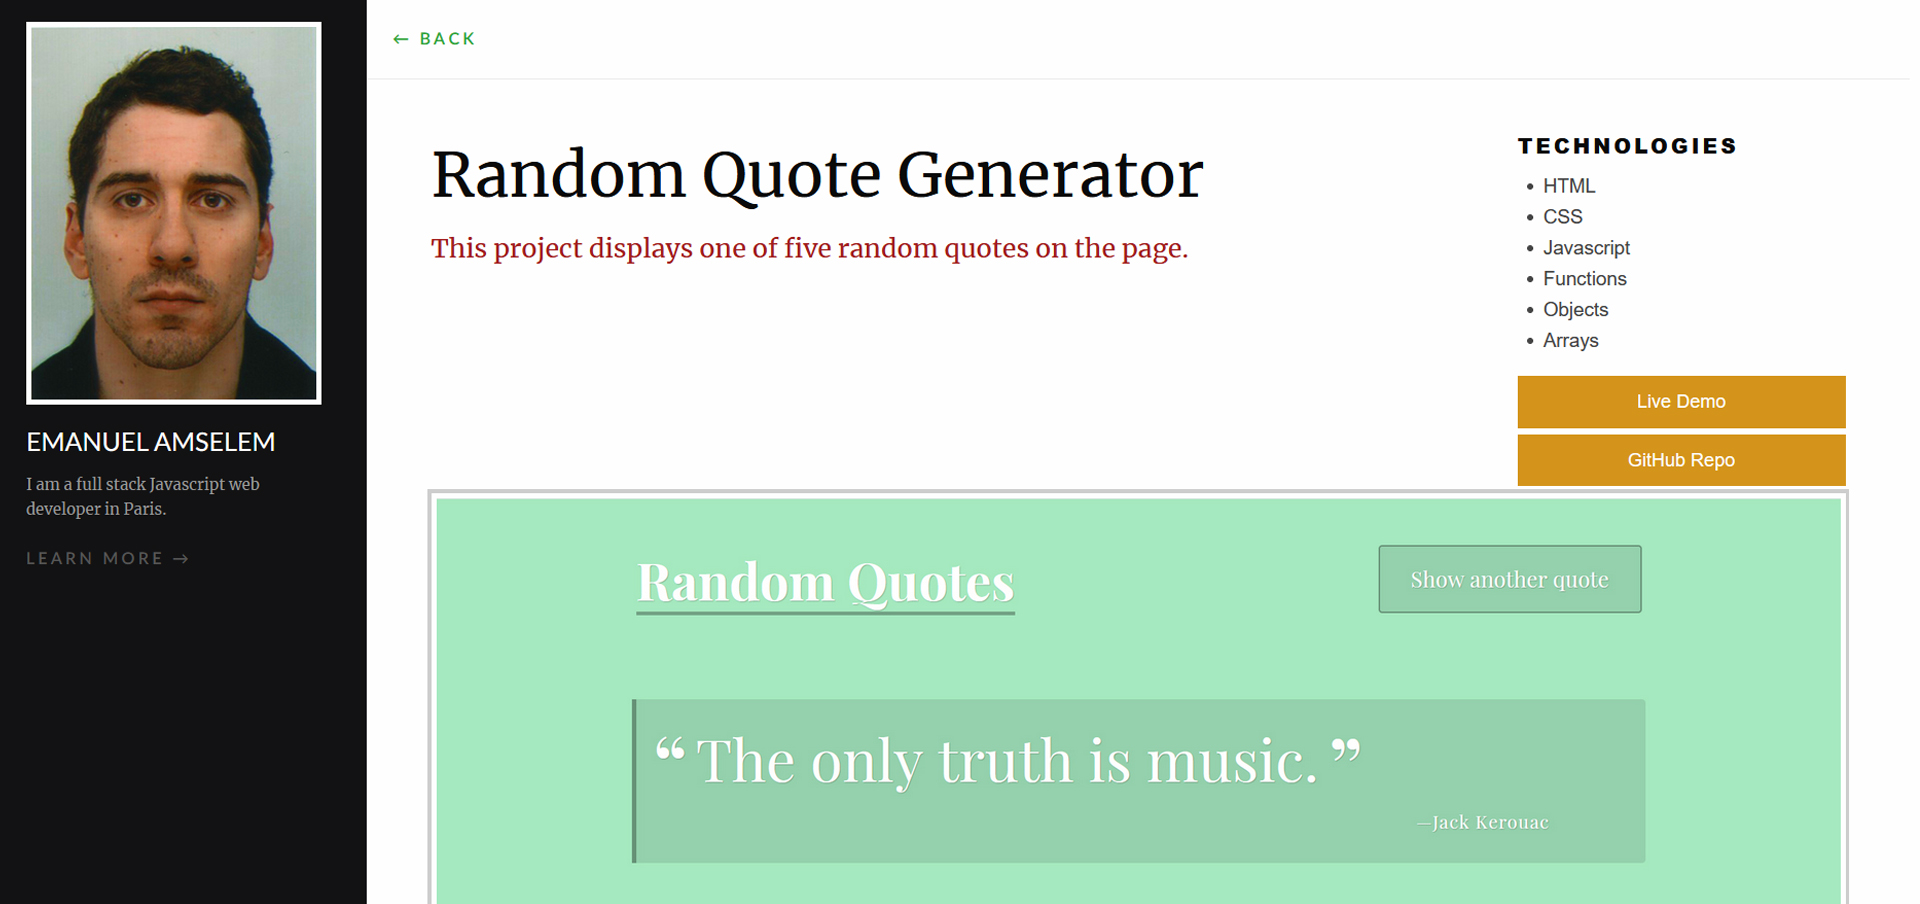 EMANUEL AMSELEM
I am a full stack Javascript web
developer in Paris.
LEARN MORE →
← BACK
Random Quote Generator
This project displays one of five random quotes on the page.
TECHNOLOGIES
• HTML
• CSS
• Javascript
• Functions
• Objects
• Arrays
Live Demo
GitHub Repo
Random Quotes
Show another quote
“ The only truth is music. ”
—Jack Kerouac